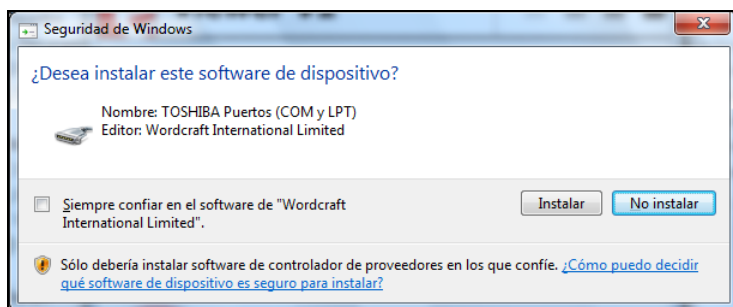 Seguridad de Windows
¿Desea instalar este software de dispositivo?
Nombre: TOSHIBA Puertos (COM y LPT)
Editor: Wordcraft International Limited
Siempre confiar en el software de "Wordcraft
International Limited".
Instalar
No instalar
Sólo debería instalar software de controlador de proveedores en los que confíe. ¿Cómo puedo decidir
qué software de dispositivo es seguro para instalar?